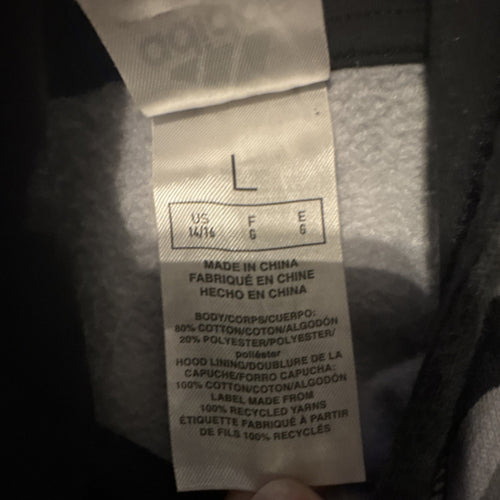 adidas
L
US F E
14/16 G G
MADE IN CHINA
FABRIQUÉ EN CHINE
HECHO EN CHINA
BODY/CORPS/CUERPO:
80% COTTON/COTON/ALGODÓN
20% POLYESTER/POLYESTER/
poliéster
HOOD LINING/DOUBLURE DE LA
CAPUCHE/FORRO CAPUCHA:
100% COTTON/COTON/ALGODÓN
LABEL MADE FROM
100% RECYCLED YARNS
ÉTIQUETTE FABRIQUÉ À PARTIR
DE FILS 100% RECYCLÉS